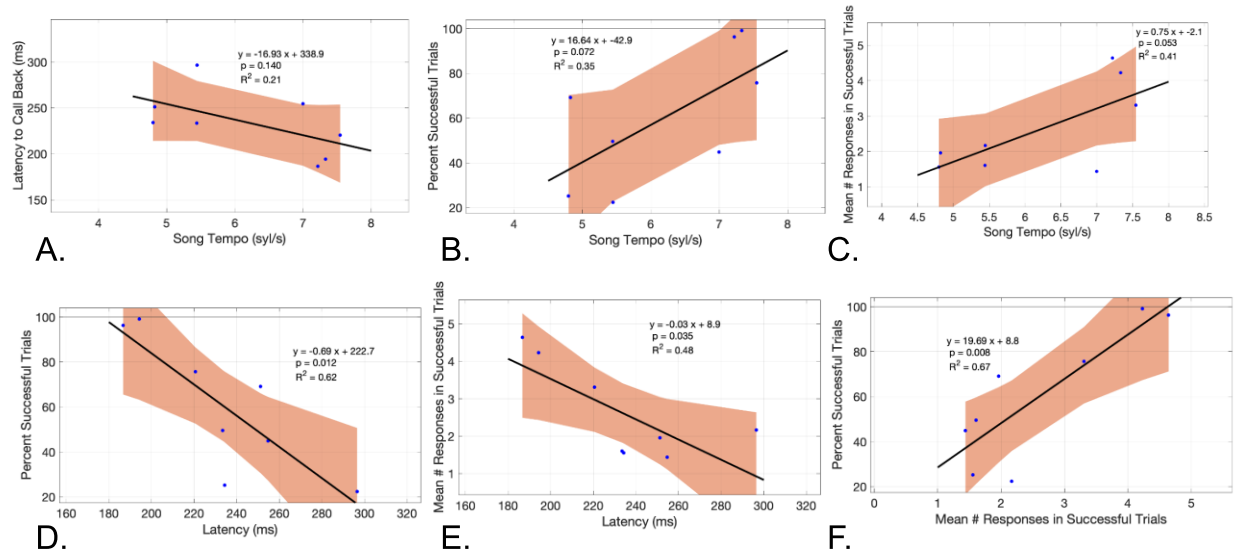 y = -16.93 x + 338.9
p = 0.140
R² = 0.21
Latency to Call Back (ms)
300
250
200
150
4 5 6 7 8
Song Tempo (syl/s)
A.
y = 16.64 x + -42.9
p = 0.072
R² = 0.35
Percent Successful Trials
100
80
60
40
20
4 5 6 7 8
Song Tempo (syl/s)
B.
y = 0.75 x + -2.1
p = 0.053
R² = 0.41
Mean # Responses in Successful Trials
5
4
3
2
1
4 4.5 5 5.5 6 6.5 7 7.5 8 8.5
Song Tempo (syl/s)
C.
y = -0.69 x + 222.7
p = 0.012
R² = 0.62
Percent Successful Trials
100
80
60
40
20
160 180 200 220 240 260 280 300 320
Latency (ms)
D.
y = -0.03 x + 8.9
p = 0.035
R² = 0.48
Mean # Responses in Successful Trials
5
4
3
2
1
160 180 200 220 240 260 280 300 320
Latency (ms)
E.
y = 19.69 x + 8.8
p = 0.008
R² = 0.67
Percent Successful Trials
100
80
60
40
20
0 1 2 3 4 5
Mean # Responses in Successful Trials
F.